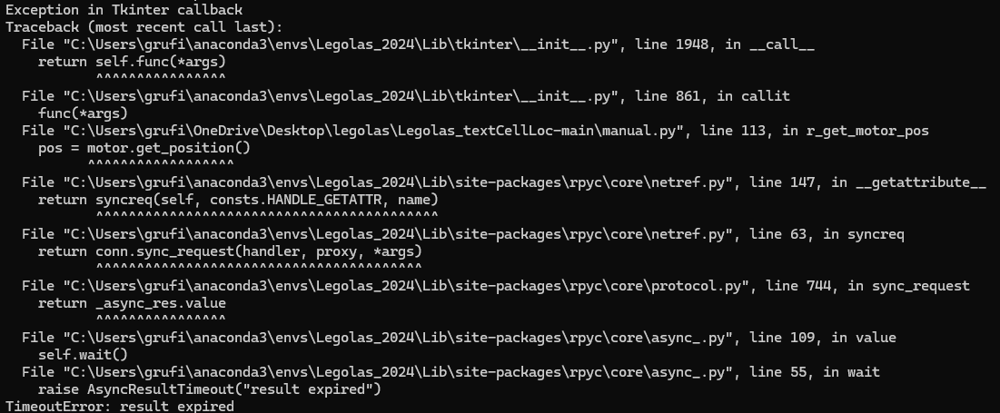 Exception in Tkinter callback
Traceback (most recent call last):
  File "C:\Users\grufi\anaconda3\envs\Legolas_2024\Lib\tkinter\__init__.py", line 1948, in __call__
    return self.func(*args)
           ^^^^^^^^^^^^^^^^
  File "C:\Users\grufi\anaconda3\envs\Legolas_2024\Lib\tkinter\__init__.py", line 861, in callit
    func(*args)
  File "C:\Users\grufi\OneDrive\Desktop\legolas\Legolas_textCellLoc-main\manual.py", line 113, in r_get_motor_pos
    pos = motor.get_position()
          ^^^^^^^^^^^^^^^^^^
  File "C:\Users\grufi\anaconda3\envs\Legolas_2024\Lib\site-packages\rpyc\core\netref.py", line 147, in __getattribute__
    return syncreq(self, consts.HANDLE_GETATTR, name)
           ^^^^^^^^^^^^^^^^^^^^^^^^^^^^^^^^^^^^^^^^^^
  File "C:\Users\grufi\anaconda3\envs\Legolas_2024\Lib\site-packages\rpyc\core\netref.py", line 63, in syncreq
    return conn.sync_request(handler, proxy, *args)
           ^^^^^^^^^^^^^^^^^^^^^^^^^^^^^^^^^^^^^^^^
  File "C:\Users\grufi\anaconda3\envs\Legolas_2024\Lib\site-packages\rpyc\core\protocol.py", line 744, in sync_request
    return _async_res.value
           ^^^^^^^^^^^^^^^^
  File "C:\Users\grufi\anaconda3\envs\Legolas_2024\Lib\site-packages\rpyc\core\async_.py", line 109, in value
    self.wait()
  File "C:\Users\grufi\anaconda3\envs\Legolas_2024\Lib\site-packages\rpyc\core\async_.py", line 55, in wait
    raise AsyncResultTimeout("result expired")
TimeoutError: result expired